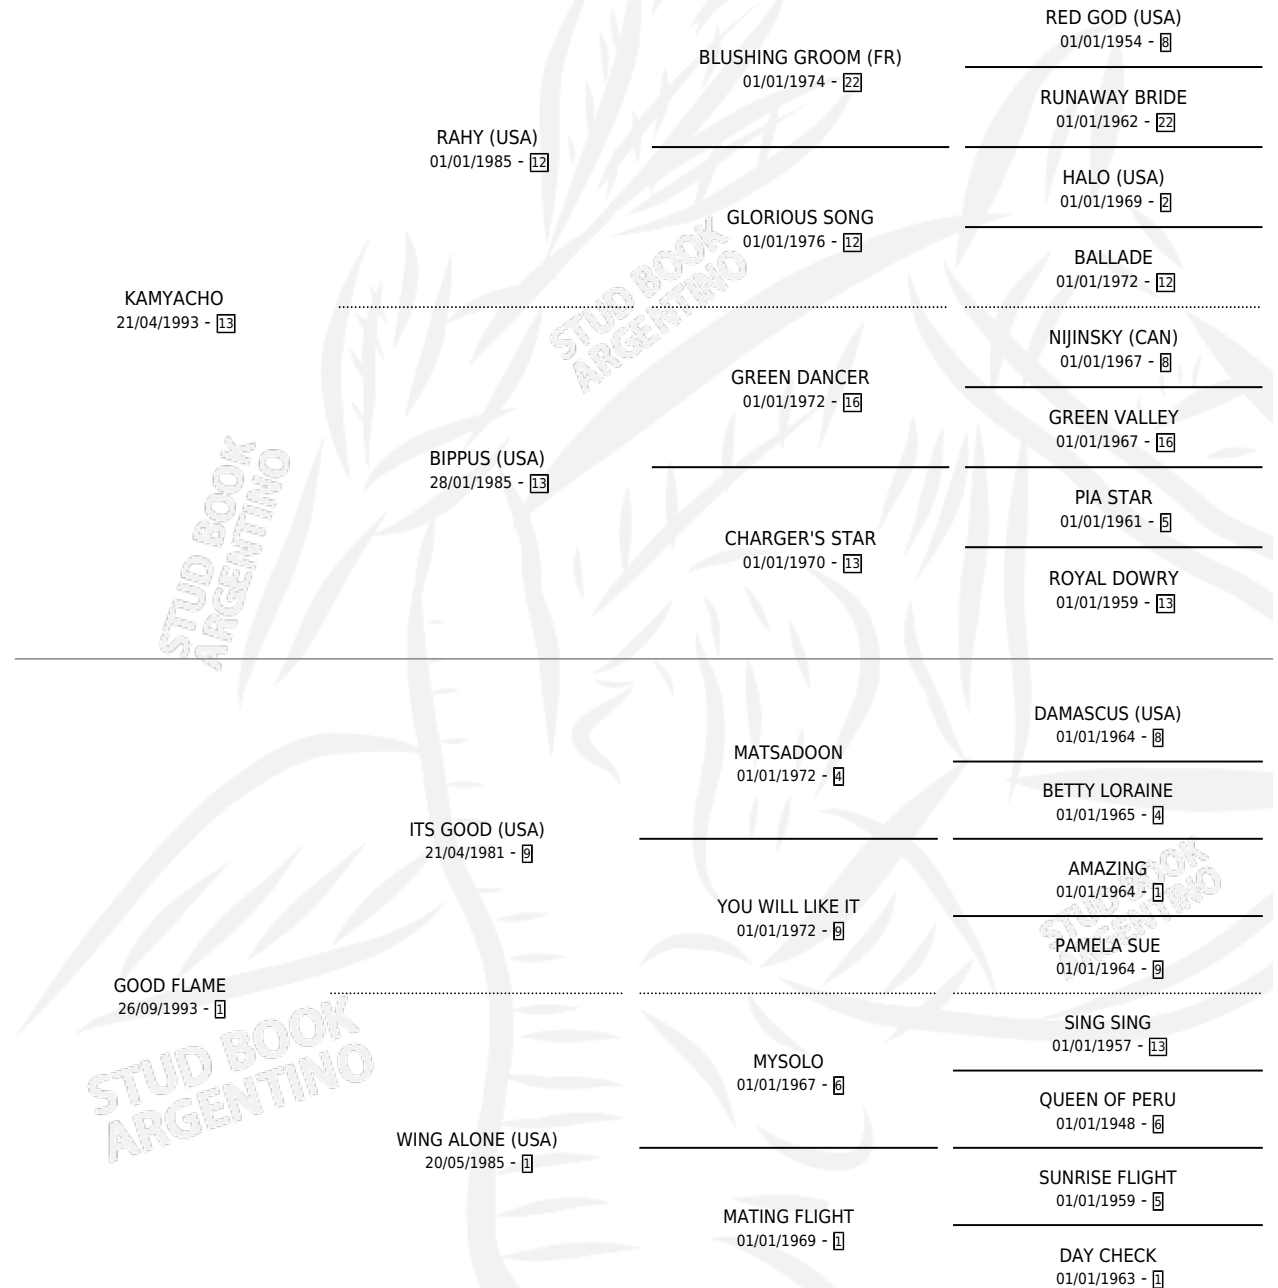 RED GOD (USA)
01/01/1954 - 8
BLUSHING GROOM (FR)
01/01/1974 - 22
RUNAWAY BRIDE
01/01/1962 - 22
RAHY (USA)
01/01/1985 - 12
HALO (USA)
01/01/1969 - 2
GLORIOUS SONG
01/01/1976 - 12
BALLADE
01/01/1972 - 12
KAMYACHO
21/04/1993 - 13
NIJINSKY (CAN)
01/01/1967 - 8
GREEN DANCER
01/01/1972 - 16
GREEN VALLEY
01/01/1967 - 16
BIPPUS (USA)
28/01/1985 - 13
PIA STAR
01/01/1961 - 5
CHARGER'S STAR
01/01/1970 - 13
ROYAL DOWRY
01/01/1959 - 13
DAMASCUS (USA)
01/01/1964 - 8
MATSADOON
01/01/1972 - 4
BETTY LORAINE
01/01/1965 - 4
ITS GOOD (USA)
21/04/1981 - 9
AMAZING
01/01/1964 - 1
YOU WILL LIKE IT
01/01/1972 - 9
PAMELA SUE
01/01/1964 - 9
GOOD FLAME
26/09/1993 - 1
SING SING
01/01/1957 - 13
MYSOLO
01/01/1967 - 6
QUEEN OF PERU
01/01/1948 - 6
WING ALONE (USA)
20/05/1985 - 1
SUNRISE FLIGHT
01/01/1959 - 5
MATING FLIGHT
01/01/1969 - 1
DAY CHECK
01/01/1963 - 1
STUD BOOK
ARGENTINO
STUD BOOK
ARGENTINO
STUD BOOK
ARGENTINO
STUD BOOK
ARGENTINO